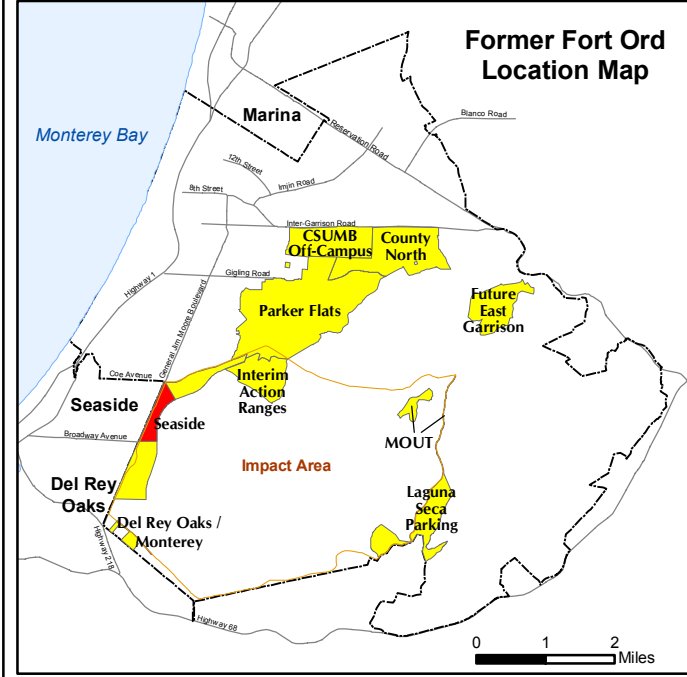 Former Fort Ord
Location Map
Monterey Bay
Marina
Blanco Road
Reservation Road
12th Street
8th Street
Imjin Road
Inter-Garrison Road
CSUMB
Off-Campus
County
North
Gigling Road
Highway 1
General Jim Moore Boulevard
Parker Flats
Future
East
Garrison
Coe Avenue
Interim
Action
Ranges
Seaside
Seaside
Broadway Avenue
MOUT
Impact Area
Del Rey
Oaks
Laguna
Seca
Parking
Del Rey Oaks /
Monterey
Highway 218
Highway 68
0 1 2
Miles